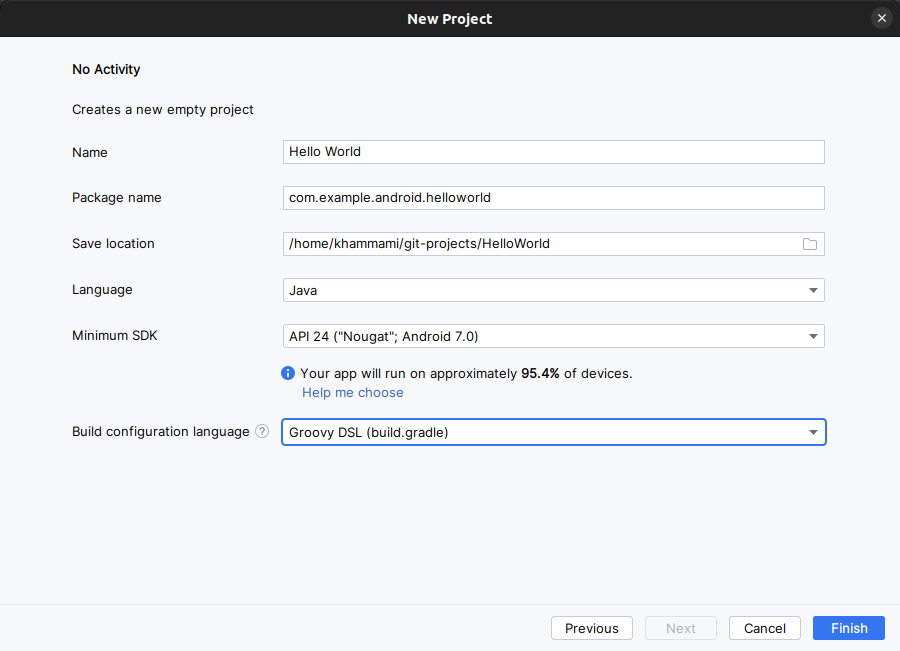 New Project
No Activity
Creates a new empty project
Name Hello World
Package name com.example.android.helloworld
Save location /home/khammami/git-projects/HelloWorld
Language Java
Minimum SDK API 24 ("Nougat"; Android 7.0)
Your app will run on approximately 95.4% of devices.
Help me choose
Build configuration language ? Groovy DSL (build.gradle)
Previous Next Cancel Finish